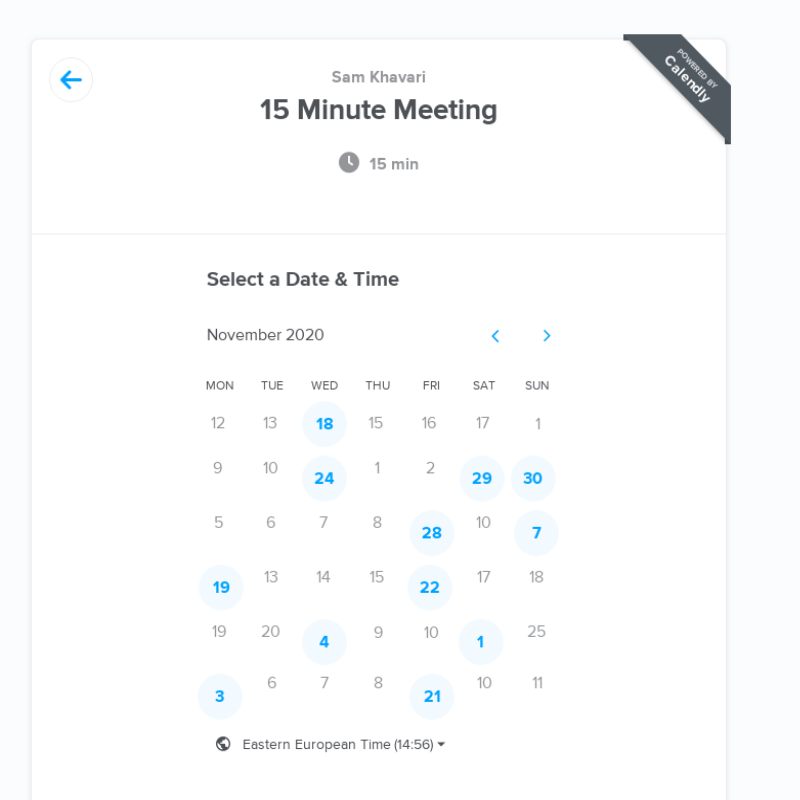 POWERED BY
Calendly
Sam Khavari
15 Minute Meeting
15 min
Select a Date & Time
November 2020
MON TUE WED THU FRI SAT SUN
12 13 18 15 16 17 1
9 10 24 1 2 29 30
5 6 7 8 28 10 7
19 13 14 15 22 17 18
19 20 4 9 10 1 25
3 6 7 8 21 10 11
Eastern European Time (14:56)